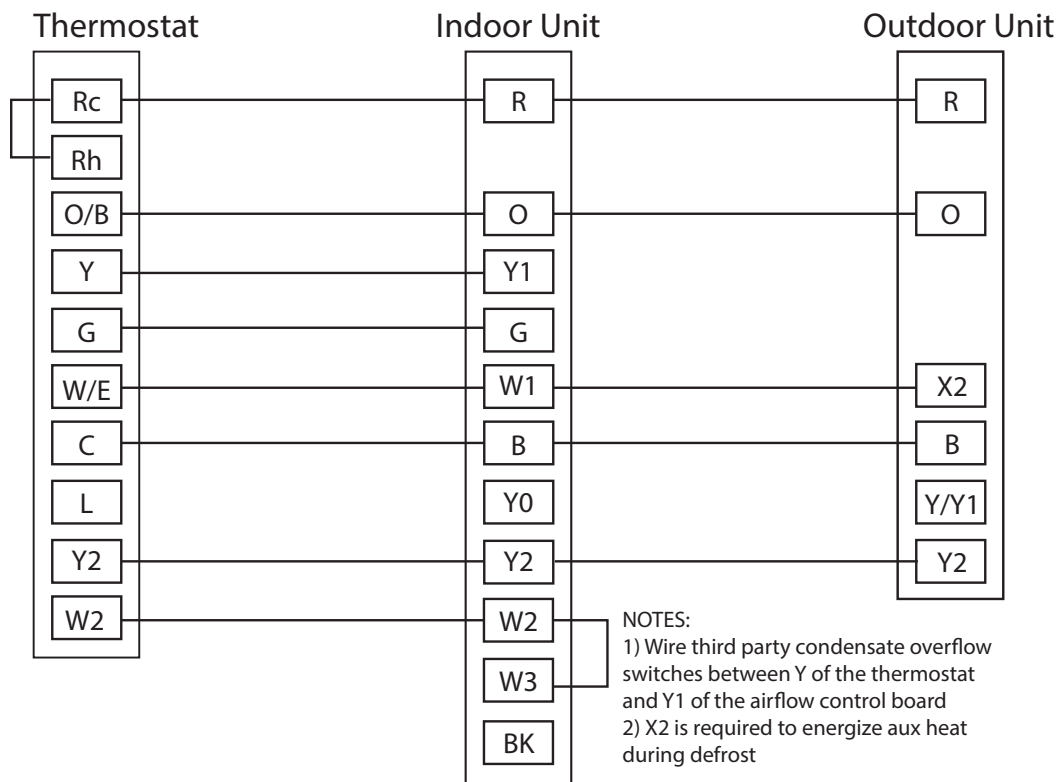 Thermostat Indoor Unit Outdoor Unit
Rc R R
Rh
O/B O O
Y Y1
G G
W/E W1 X2
C B B
L Y0 Y/Y1
Y2 Y2 Y2
W2 W2
W3
BK
NOTES:
1) Wire third party condensate overflow
switches between Y of the thermostat
and Y1 of the airflow control board
2) X2 is required to energize aux heat
during defrost